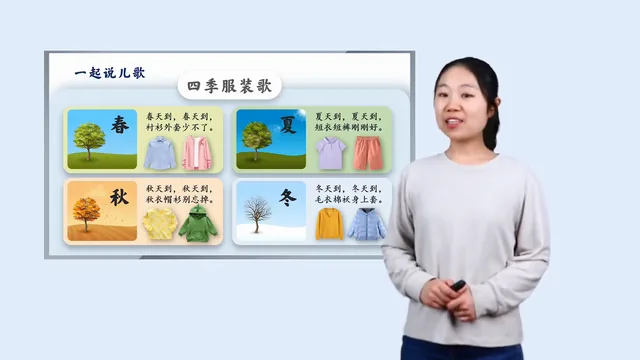 一起说儿歌
四季服装歌
春
春天到，春天到，
衬衫外套少不了。
夏
夏天到，夏天到，
短衣短裤刚刚好。
秋
秋天到，秋天到，
秋衣帽衫别忘掉。
冬
冬天到，冬天到，
毛衣棉袄身上套。